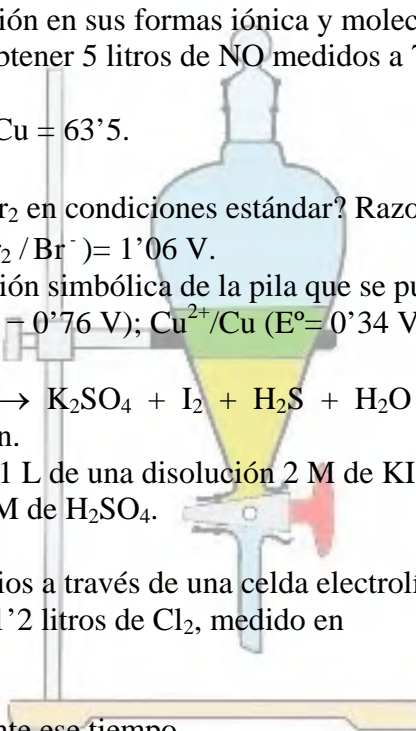 ción en sus formas iónica y molec
btener 5 litros de NO medidos a
Cu = 63'5.
r₂ en condiciones estándar? Razo
r₂ / Br⁻ )= 1'06 V.
ión simbólica de la pila que se pu
− 0'76 V); Cu²⁺/Cu (Eº= 0'34 V
→ K₂SO₄ + I₂ + H₂S + H₂O
n.
1 L de una disolución 2 M de KI
M de H₂SO₄.
ios a través de una celda electrolí
1'2 litros de Cl₂, medido en
nte ese tiempo